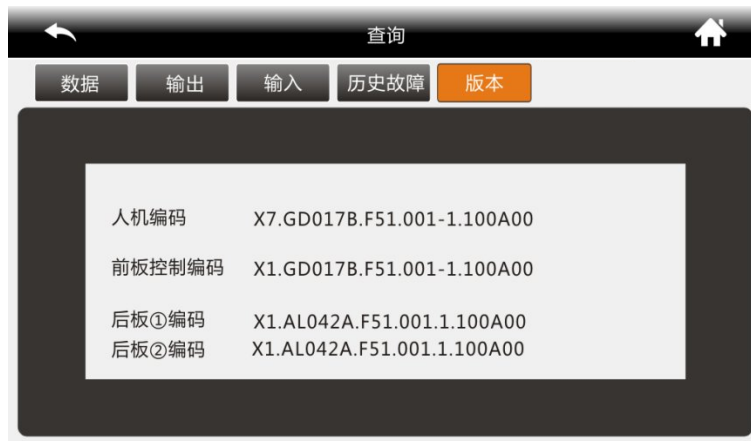 查询
数据 输出 输入 历史故障 版本
人机编码 X7.GD017B.F51.001-1.100A00
前板控制编码 X1.GD017B.F51.001-1.100A00
后板①编码 X1.AL042A.F51.001.1.100A00
后板②编码 X1.AL042A.F51.001.1.100A00